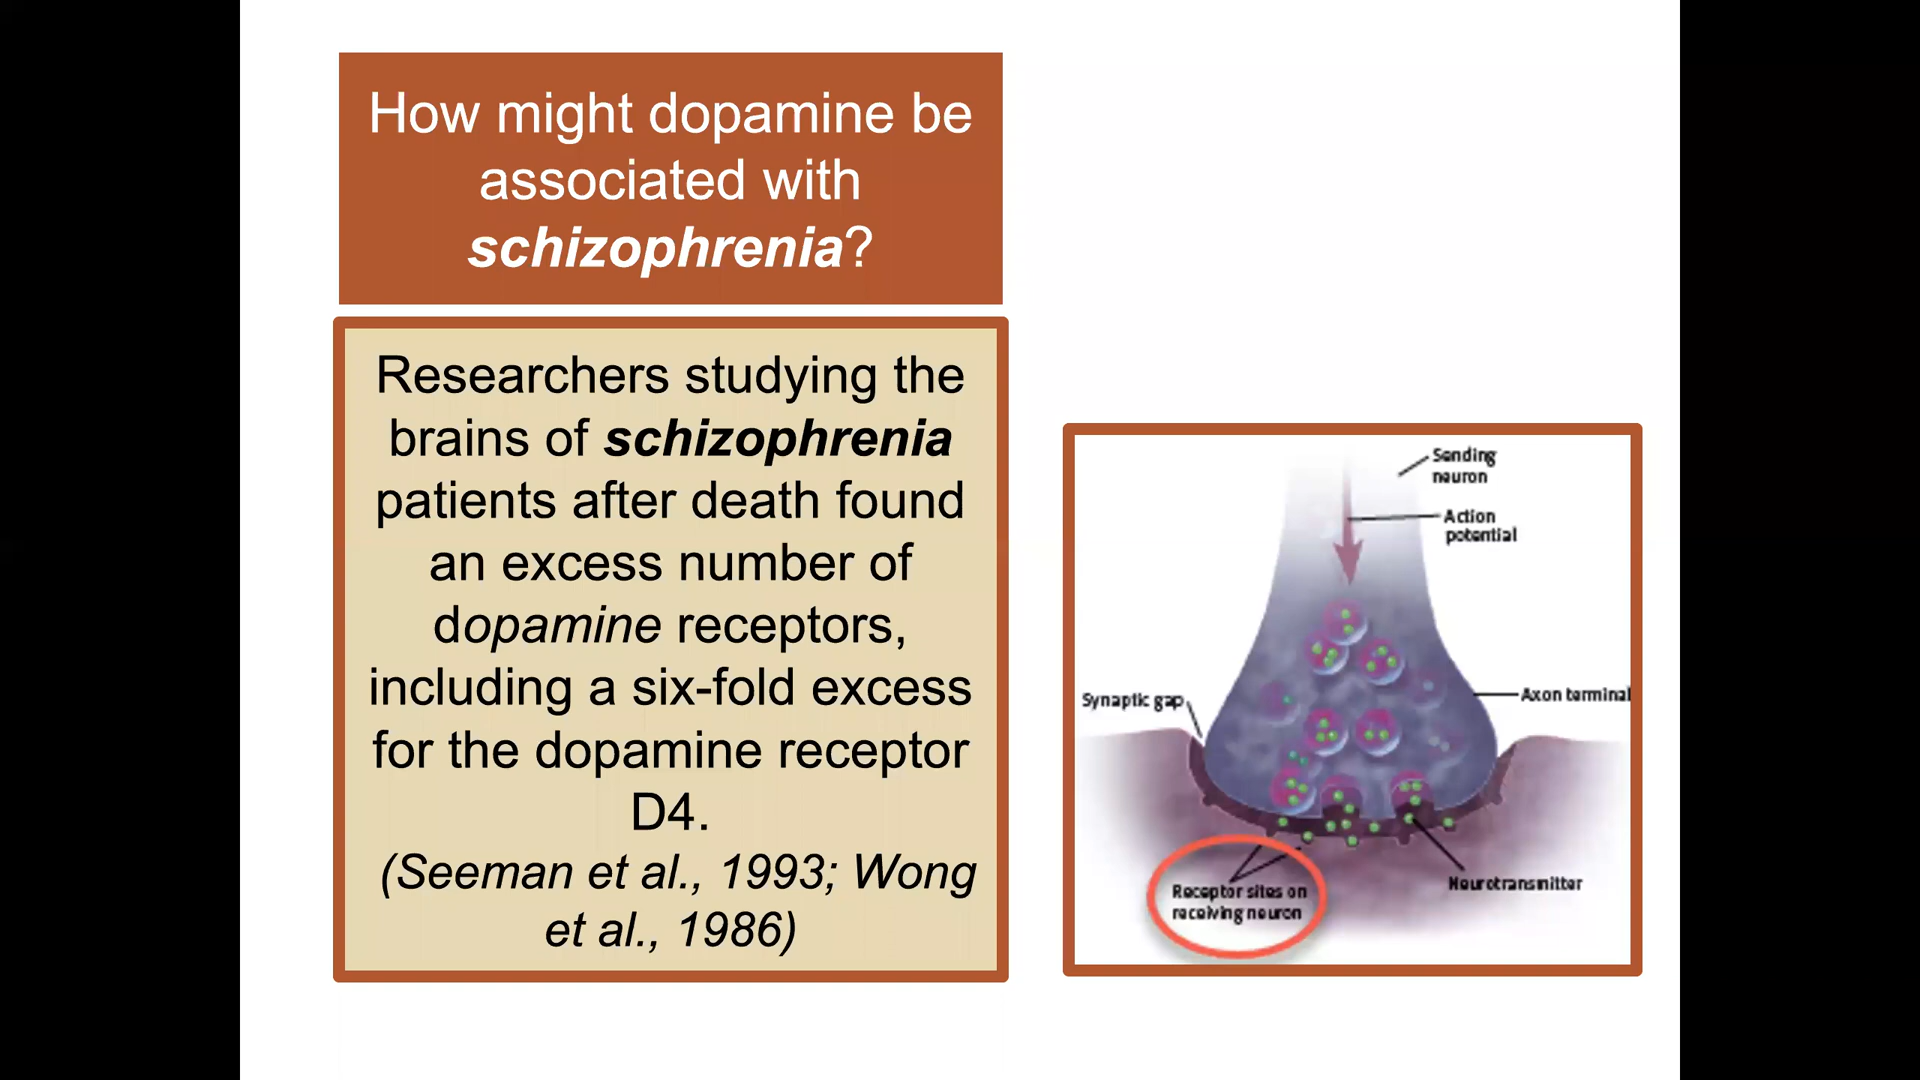 How might dopamine be
associated with
schizophrenia?
Researchers studying the
brains of schizophrenia
patients after death found
an excess number of
dopamine receptors,
including a six-fold excess
for the dopamine receptor
D4.
(Seeman et al., 1993; Wong
et al., 1986)
Sending
neuron
Action
potential
Synaptic gap
Axon terminal
Receptor sites on
receiving neuron
Neurotransmitter